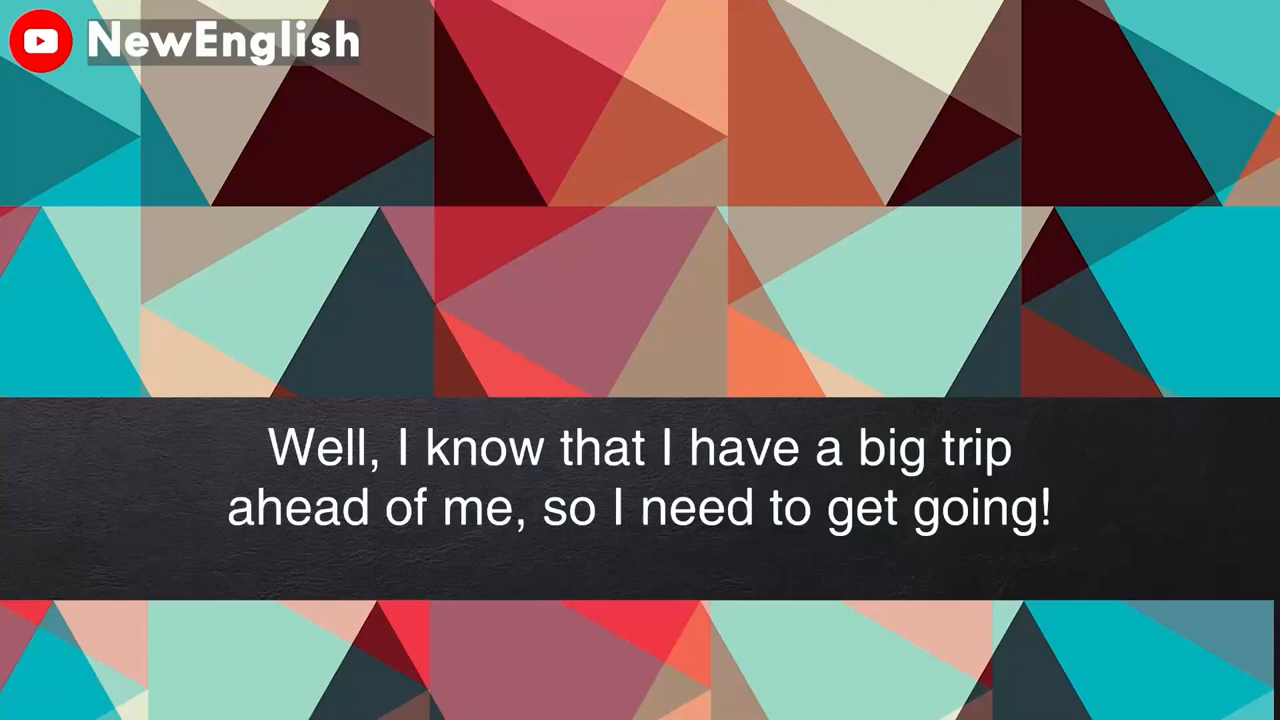 NewEnglish
Well, I know that I have a big trip
ahead of me, so I need to get going!